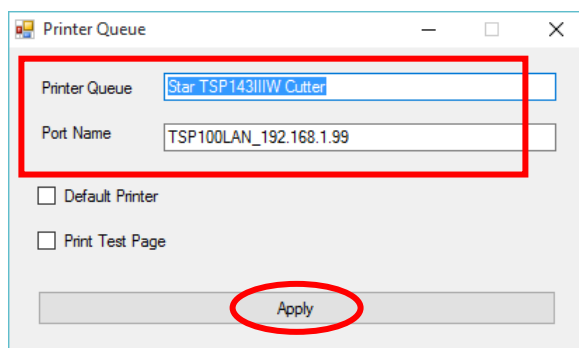 Printer Queue
Printer Queue Star TSP143IIIW Cutter
Port Name TSP100LAN_192.168.1.99
Default Printer
Print Test Page
Apply